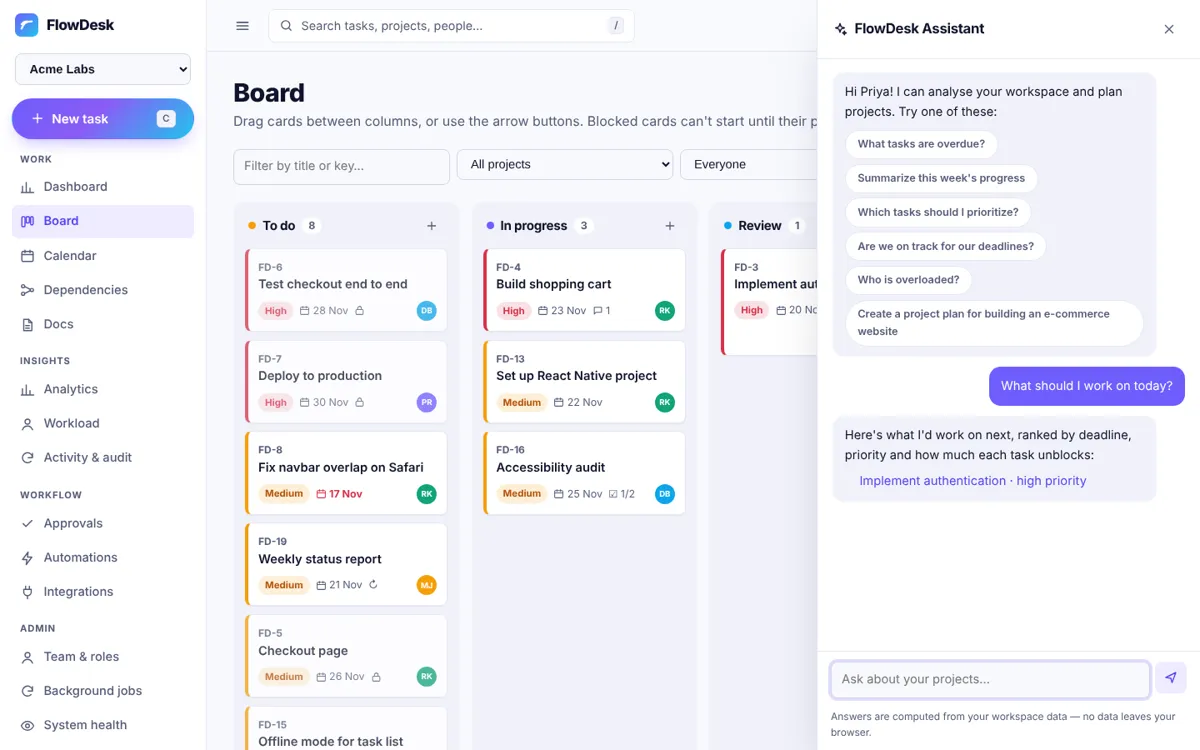 FlowDesk
Acme Labs
New task
C
WORK
Dashboard
Board
Calendar
Dependencies
Docs
INSIGHTS
Analytics
Workload
Activity & audit
WORKFLOW
Approvals
Automations
Integrations
ADMIN
Team & roles
Background jobs
System health
Search tasks, projects, people...
/
Board
Drag cards between columns, or use the arrow buttons. Blocked cards can't start until their
Filter by title or key...
All projects
Everyone
To do 8
FD-6
Test checkout end to end
High 28 Nov DB
FD-7
Deploy to production
High 30 Nov PR
FD-8
Fix navbar overlap on Safari
Medium 17 Nov RK
FD-19
Weekly status report
Medium 21 Nov MJ
FD-5
Checkout page
Medium 26 Nov RK
FD-15
Offline mode for task list
In progress 3
FD-4
Build shopping cart
High 23 Nov 1 RK
FD-13
Set up React Native project
Medium 22 Nov RK
FD-16
Accessibility audit
Medium 25 Nov 1/2 DB
Review 1
FD-3
Implement
High 20
FlowDesk Assistant
Hi Priya! I can analyse your workspace and plan
projects. Try one of these:
What tasks are overdue?
Summarize this week's progress
Which tasks should I prioritize?
Are we on track for our deadlines?
Who is overloaded?
Create a project plan for building an e-commerce
website
What should I work on today?
Here's what I'd work on next, ranked by deadline,
priority and how much each task unblocks:
Implement authentication · high priority
Ask about your projects...
Answers are computed from your workspace data — no data leaves your
browser.